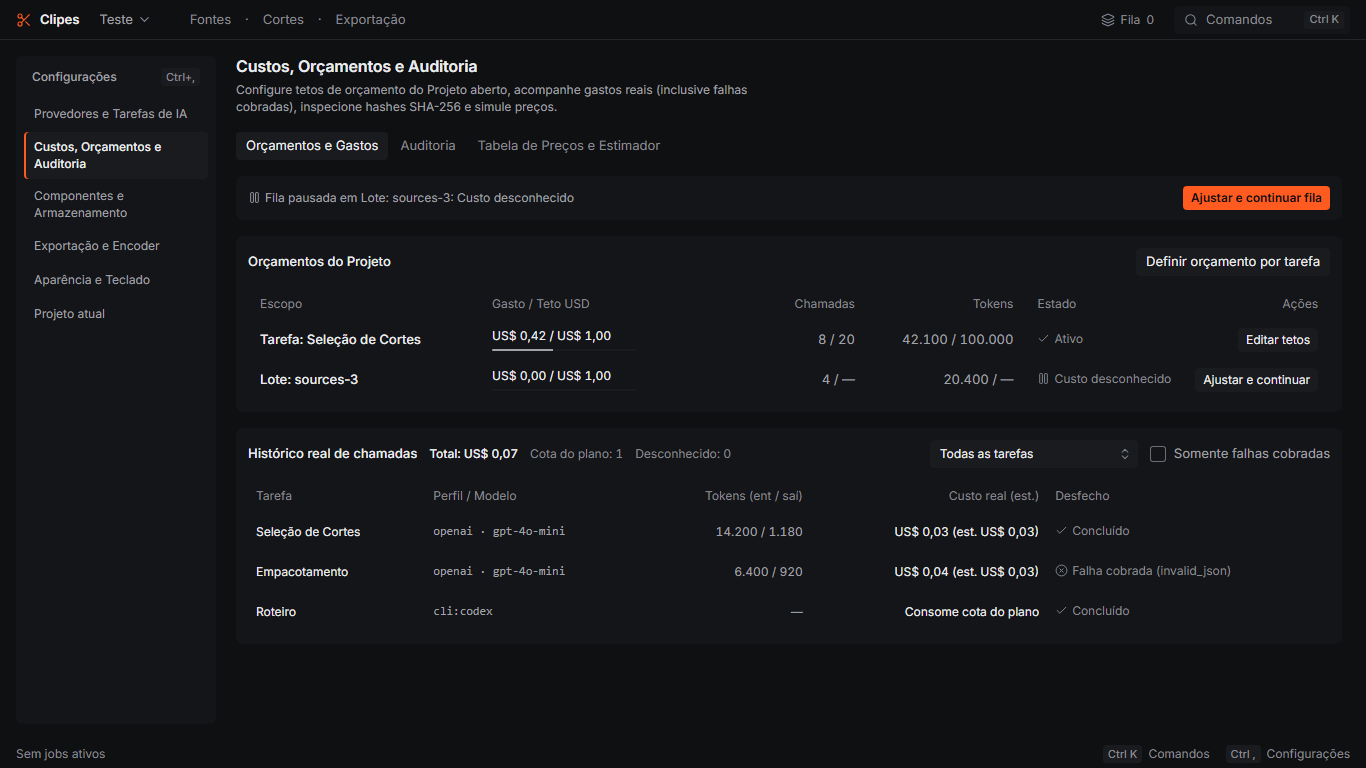 Clipes Teste Fontes · Cortes · Exportação Fila 0 Comandos Ctrl K
Configurações Ctrl+,
Provedores e Tarefas de IA
Custos, Orçamentos e
Auditoria
Componentes e
Armazenamento
Exportação e Encoder
Aparência e Teclado
Projeto atual
Custos, Orçamentos e Auditoria
Configure tetos de orçamento do Projeto aberto, acompanhe gastos reais (inclusive falhas
cobradas), inspecione hashes SHA-256 e simule preços.
Orçamentos e Gastos Auditoria Tabela de Preços e Estimador
Fila pausada em Lote: sources-3: Custo desconhecido Ajustar e continuar fila
Orçamentos do Projeto Definir orçamento por tarefa
Escopo Gasto / Teto USD Chamadas Tokens Estado Ações
Tarefa: Seleção de Cortes US$ 0,42 / US$ 1,00 8 / 20 42.100 / 100.000 Ativo Editar tetos
Lote: sources-3 US$ 0,00 / US$ 1,00 4 / — 20.400 / — Custo desconhecido Ajustar e continuar
Histórico real de chamadas Total: US$ 0,07 Cota do plano: 1 Desconhecido: 0 Todas as tarefas Somente falhas cobradas
Tarefa Perfil / Modelo Tokens (ent / saí) Custo real (est.) Desfecho
Seleção de Cortes openai · gpt-4o-mini 14.200 / 1.180 US$ 0,03 (est. US$ 0,03) Concluído
Empacotamento openai · gpt-4o-mini 6.400 / 920 US$ 0,04 (est. US$ 0,03) Falha cobrada (invalid_json)
Roteiro cli:codex — Consome cota do plano Concluído
Sem jobs ativos Ctrl K Comandos Ctrl , Configurações